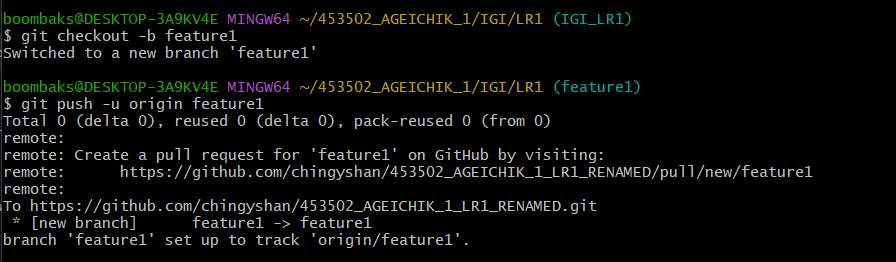 boombaks@DESKTOP-3A9KV4E MINGW64 ~/453502_AGEICHIK_1/IGI/LR1 (IGI_LR1)
$ git checkout -b feature1
Switched to a new branch 'feature1'

boombaks@DESKTOP-3A9KV4E MINGW64 ~/453502_AGEICHIK_1/IGI/LR1 (feature1)
$ git push -u origin feature1
Total 0 (delta 0), reused 0 (delta 0), pack-reused 0 (from 0)
remote:
remote: Create a pull request for 'feature1' on GitHub by visiting:
remote:      https://github.com/chingyshan/453502_AGEICHIK_1_LR1_RENAMED/pull/new/feature1
remote:
To https://github.com/chingyshan/453502_AGEICHIK_1_LR1_RENAMED.git
 * [new branch]      feature1 -> feature1
branch 'feature1' set up to track 'origin/feature1'.